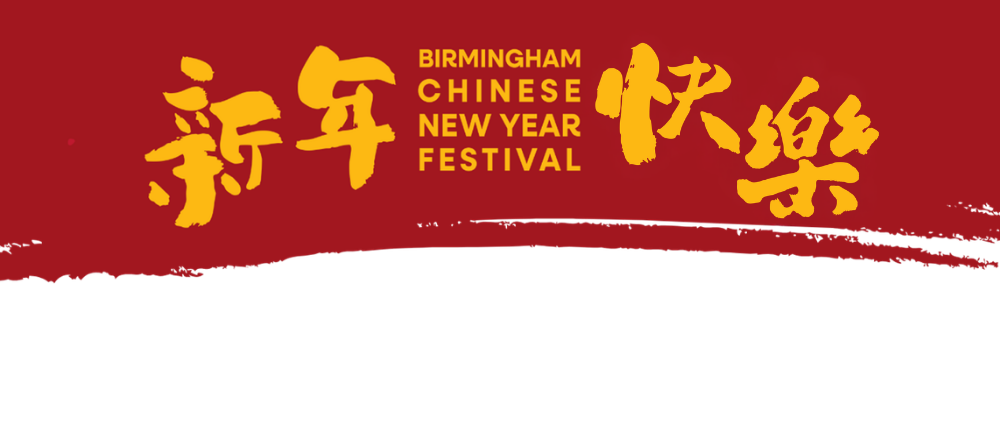 新年
BIRMINGHAM
CHINESE
NEW YEAR
FESTIVAL
快樂